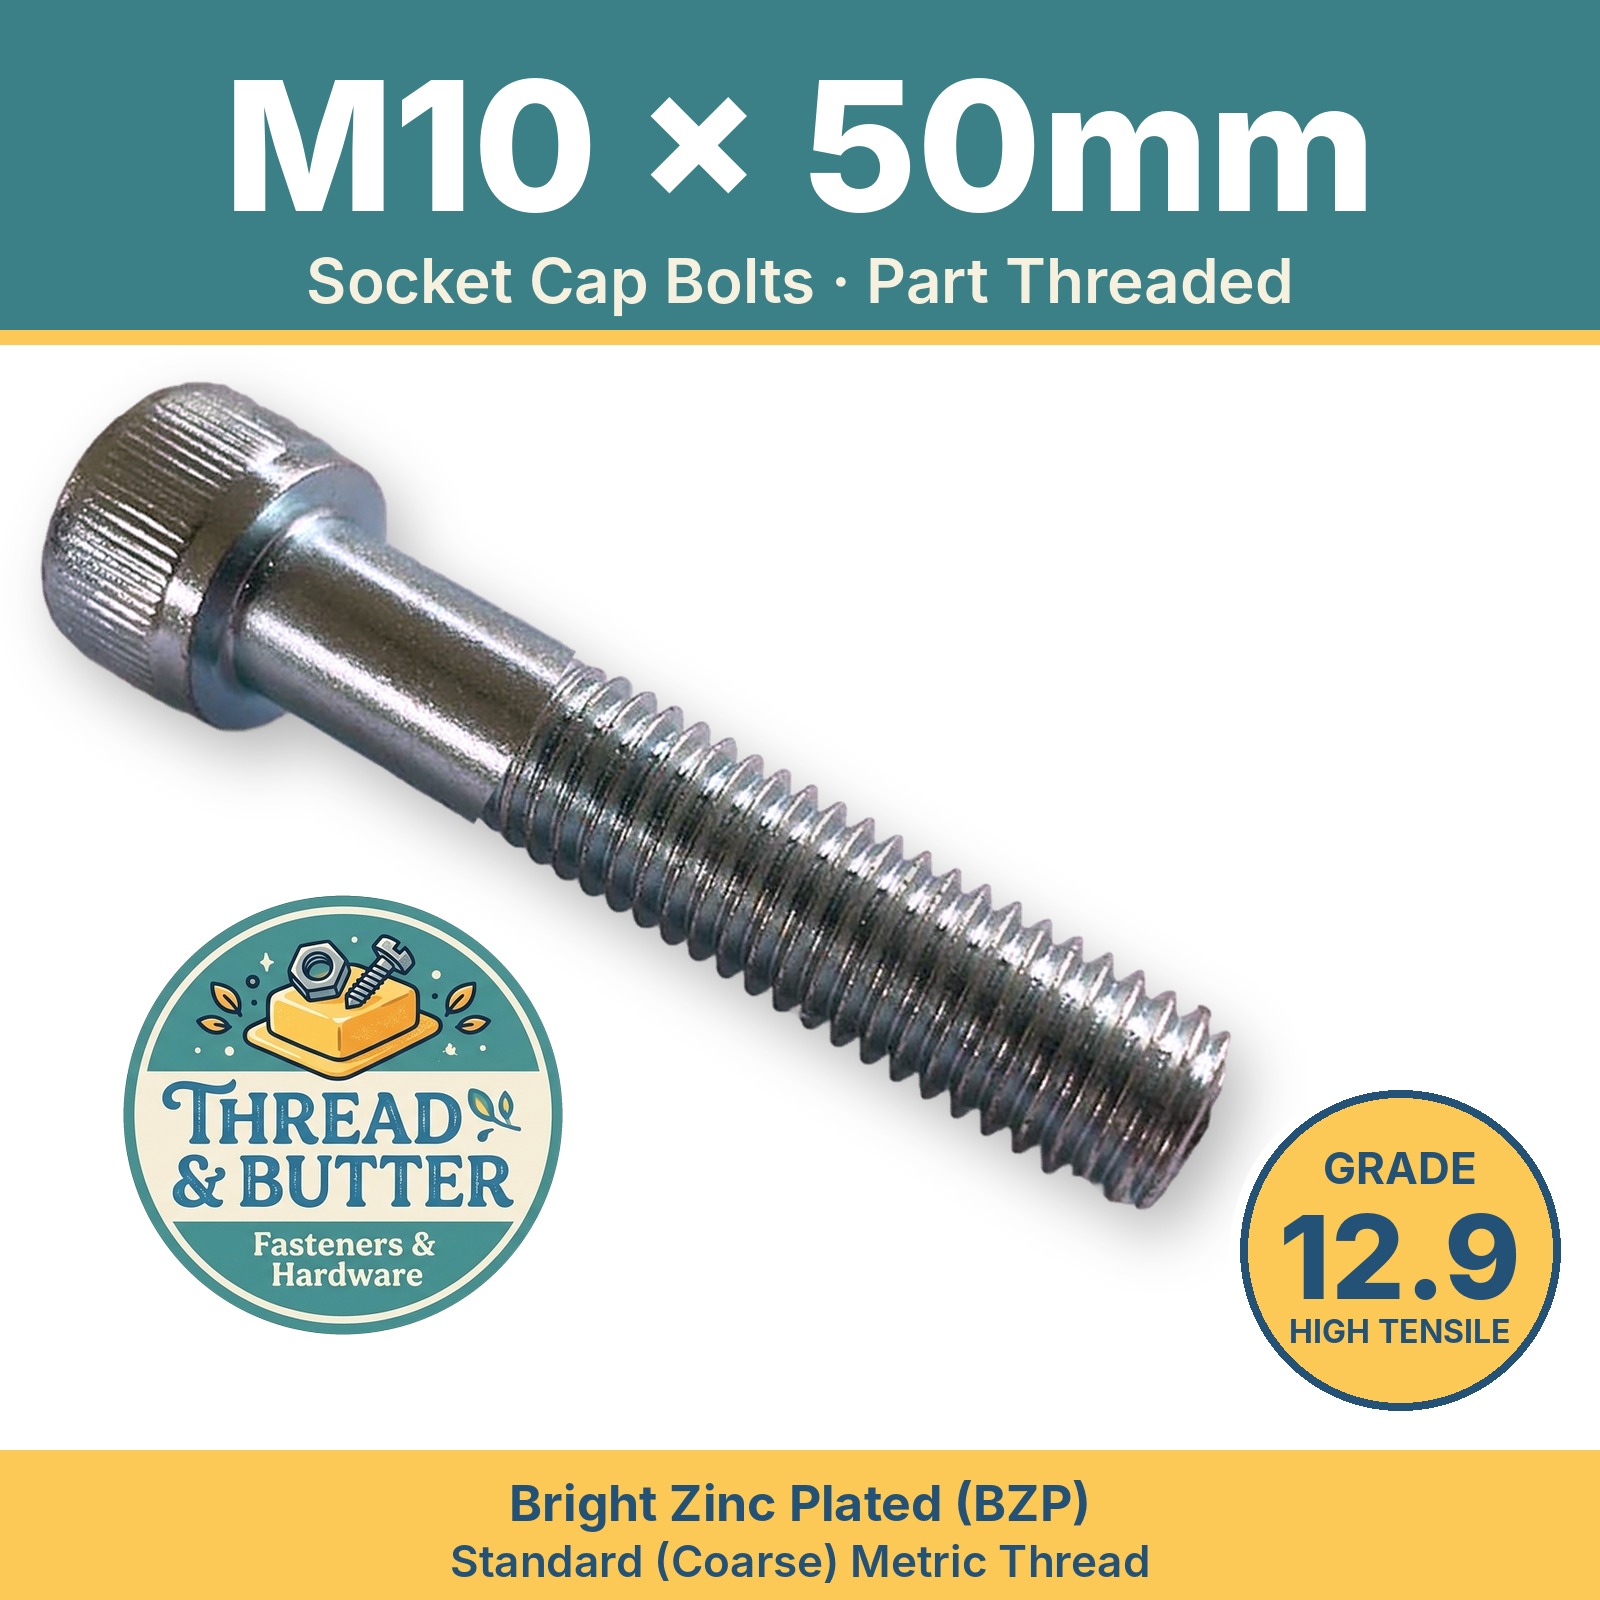 M10 × 50mm
Socket Cap Bolts · Part Threaded
THREAD
& BUTTER
Fasteners &
Hardware
GRADE
12.9
HIGH TENSILE
Bright Zinc Plated (BZP)
Standard (Coarse) Metric Thread